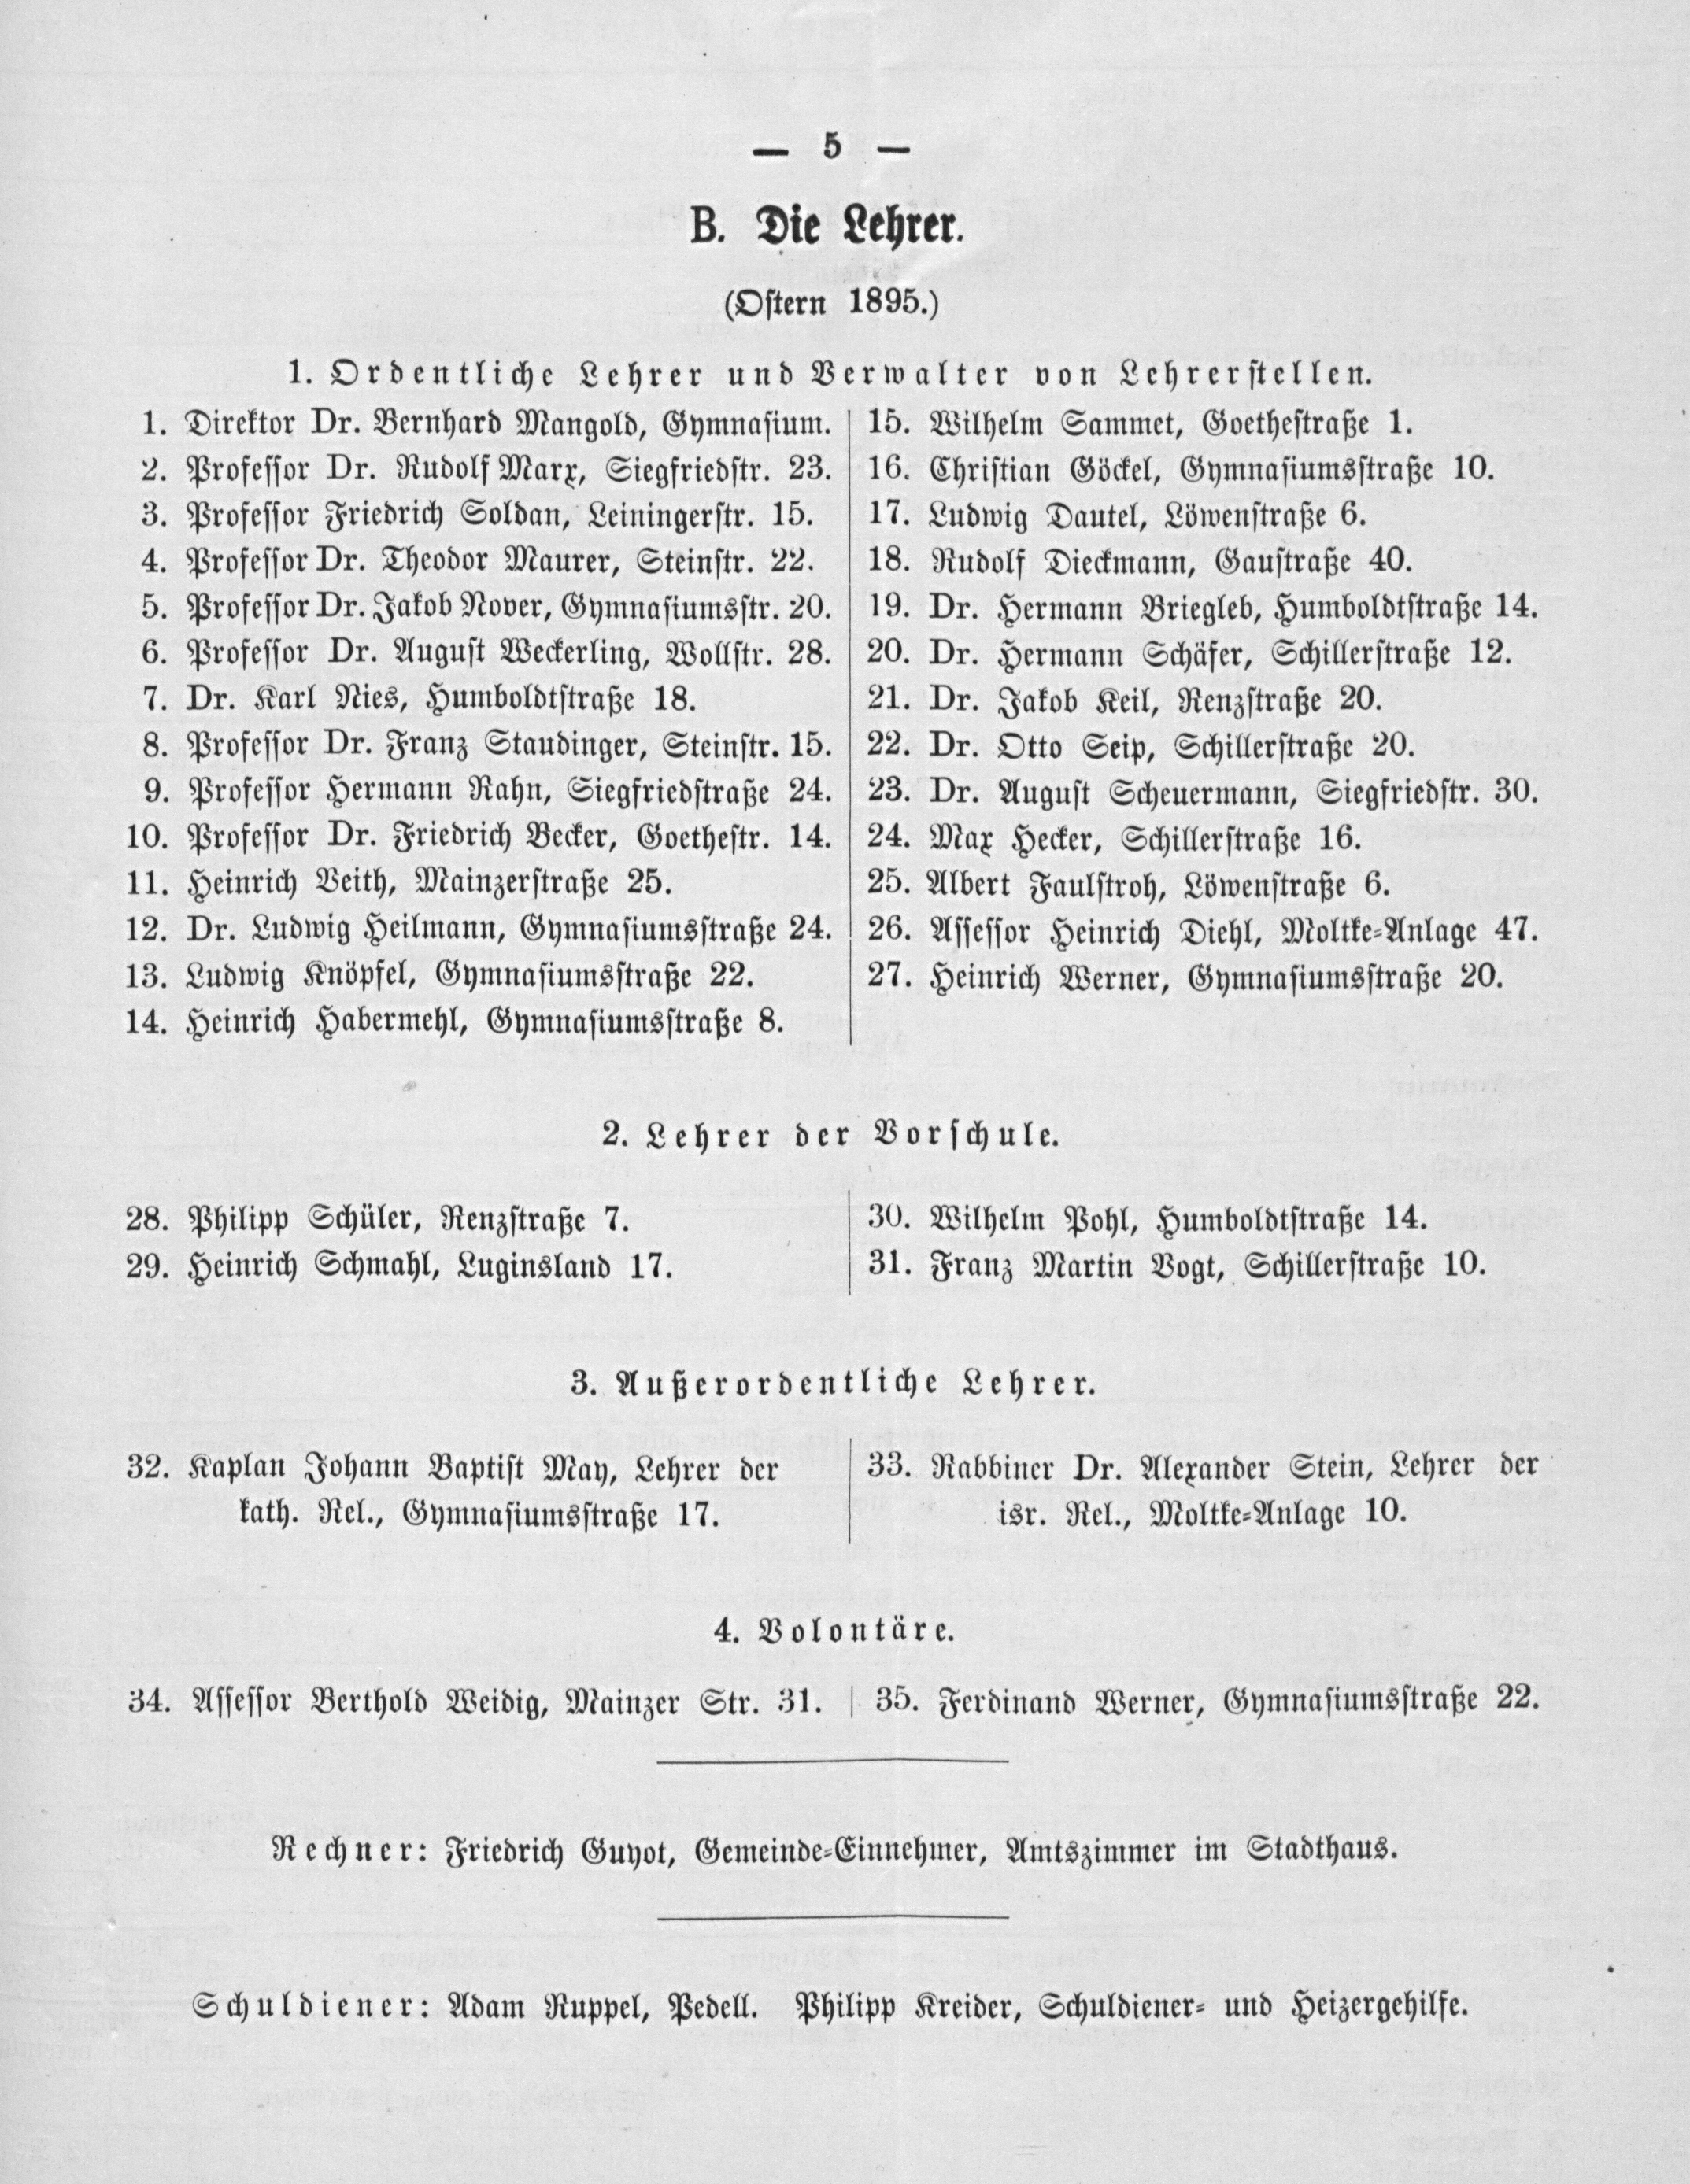 — 5 —
B. Die Lehrer.
(Ostern 1895.)
1. Ordentliche Lehrer und Verwalter von Lehrerstellen.
1. Direktor Dr. Bernhard Mangold, Gymnasium.
2. Professor Dr. Rudolf Marx, Siegfriedstr. 23.
3. Professor Friedrich Soldan, Leiningerstr. 15.
4. Professor Dr. Theodor Maurer, Steinstr. 22.
5. Professor Dr. Jakob Nover, Gymnasiumsstr. 20.
6. Professor Dr. August Weckerling, Wollstr. 28.
7. Dr. Karl Nies, Humboldtstraße 18.
8. Professor Dr. Franz Staudinger, Steinstr. 15.
9. Professor Hermann Rahn, Siegfriedstraße 24.
10. Professor Dr. Friedrich Becker, Goethestr. 14.
11. Heinrich Veith, Mainzerstraße 25.
12. Dr. Ludwig Heilmann, Gymnasiumsstraße 24.
13. Ludwig Knöpfel, Gymnasiumsstraße 22.
14. Heinrich Habermehl, Gymnasiumsstraße 8.
15. Wilhelm Sammet, Goethestraße 1.
16. Christian Göckel, Gymnasiumsstraße 10.
17. Ludwig Dautel, Löwenstraße 6.
18. Rudolf Dieckmann, Gaustraße 40.
19. Dr. Hermann Briegleb, Humboldtstraße 14.
20. Dr. Hermann Schäfer, Schillerstraße 12.
21. Dr. Jakob Keil, Renzstraße 20.
22. Dr. Otto Seip, Schillerstraße 20.
23. Dr. August Scheuermann, Siegfriedstr. 30.
24. Max Hecker, Schillerstraße 16.
25. Albert Faulstroh, Löwenstraße 6.
26. Assessor Heinrich Diehl, Moltke-Anlage 47.
27. Heinrich Werner, Gymnasiumsstraße 20.
2. Lehrer der Vorschule.
28. Philipp Schüler, Renzstraße 7.
29. Heinrich Schmahl, Luginsland 17.
30. Wilhelm Pohl, Humboldtstraße 14.
31. Franz Martin Vogt, Schillerstraße 10.
3. Außerordentliche Lehrer.
32. Kaplan Johann Baptist May, Lehrer der
kath. Rel., Gymnasiumsstraße 17.
33. Rabbiner Dr. Alexander Stein, Lehrer der
isr. Rel., Moltke-Anlage 10.
4. Volontäre.
34. Assessor Berthold Weidig, Mainzer Str. 31.
35. Ferdinand Werner, Gymnasiumsstraße 22.
Rechner: Friedrich Guyot, Gemeinde-Einnehmer, Amtszimmer im Stadthaus.
Schuldiener: Adam Ruppel, Pedell. Philipp Kreider, Schuldiener- und Heizergehilfe.